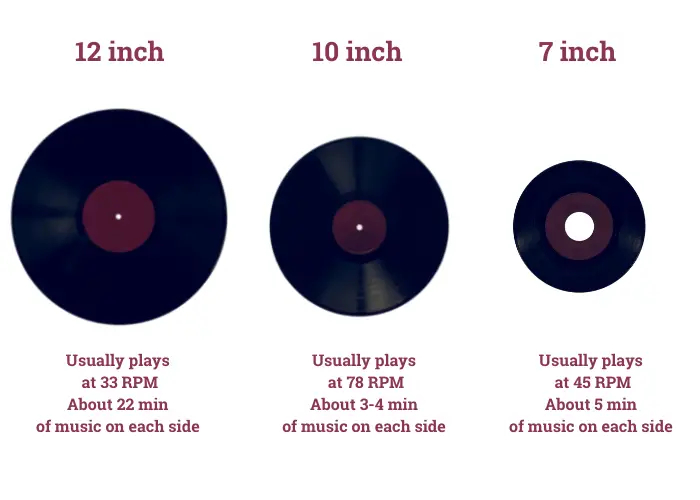 12 inch
10 inch
7 inch
Usually plays
at 33 RPM
About 22 min
of music on each side
Usually plays
at 78 RPM
About 3-4 min
of music on each side
Usually plays
at 45 RPM
About 5 min
of music on each side